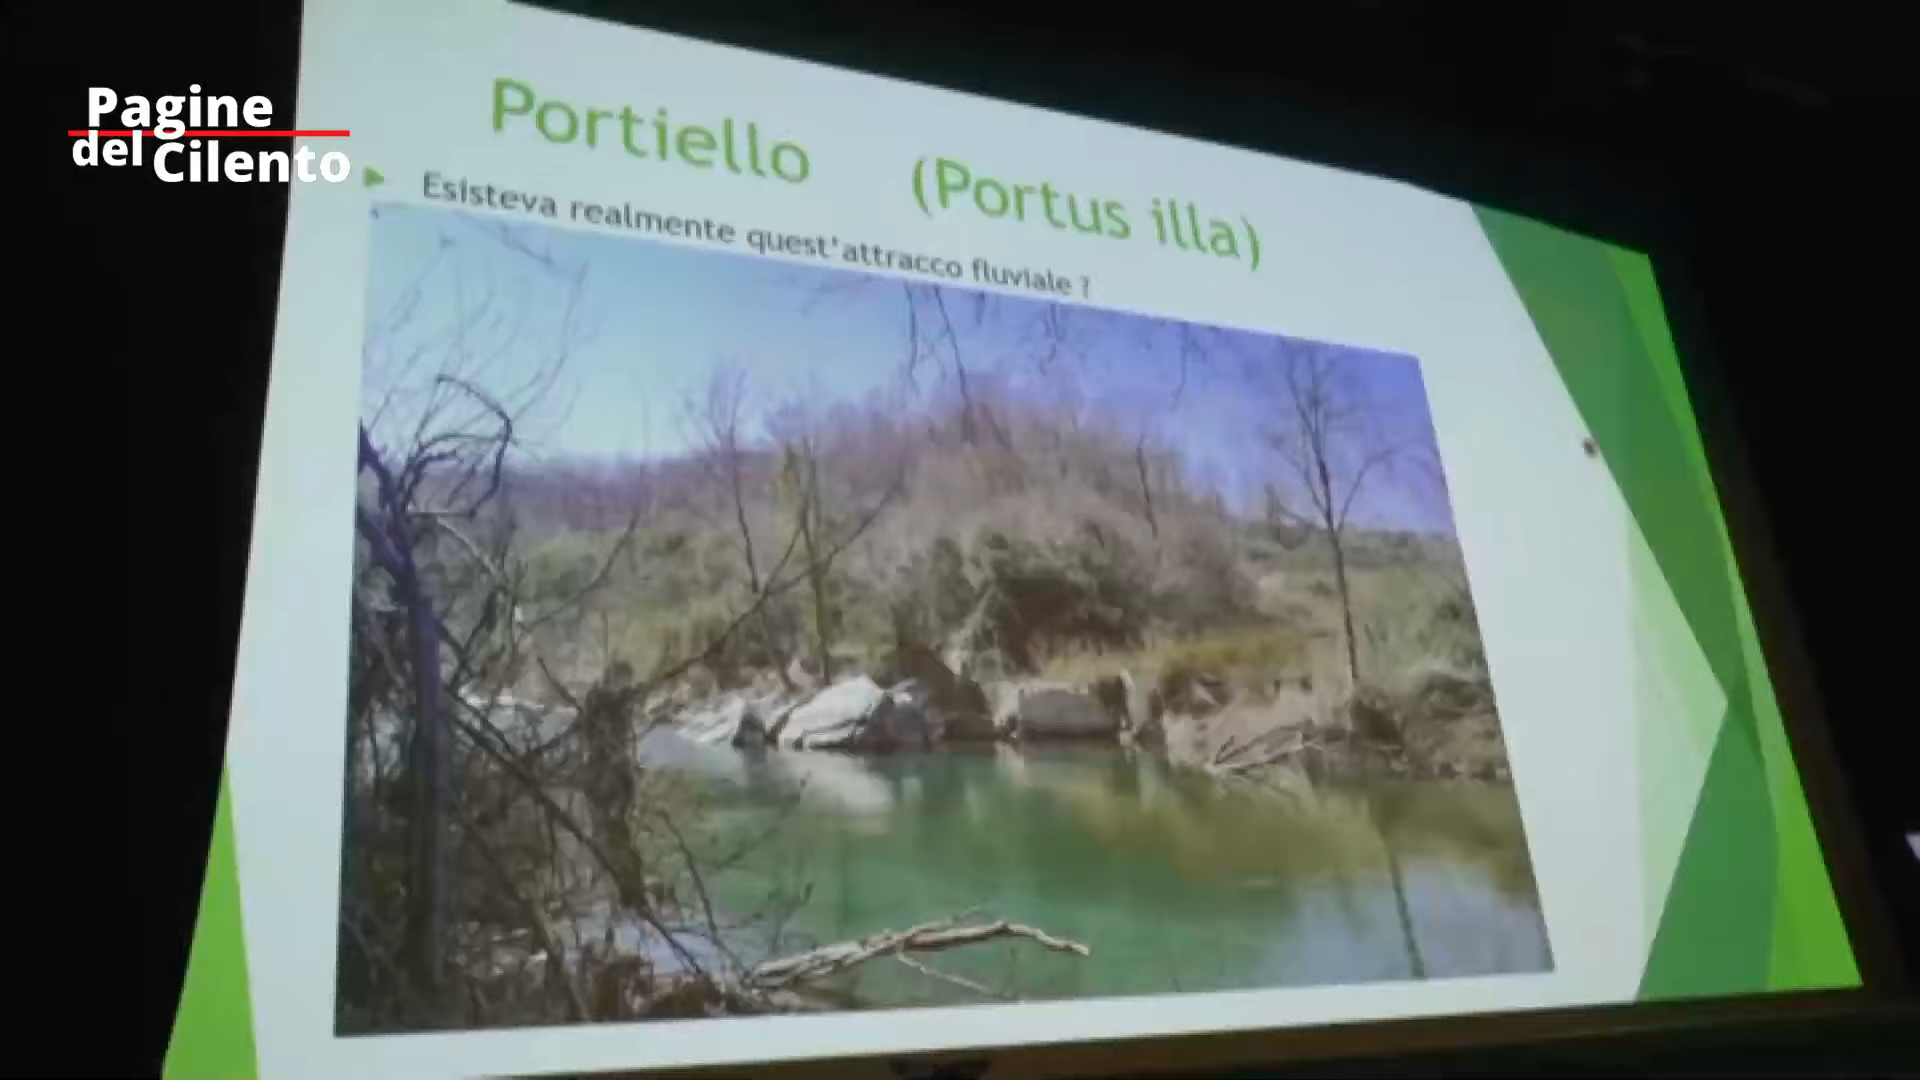 Pagine
del Cilento
Portiello (Portus illa)
Esisteva realmente quest'attracco fluviale ?